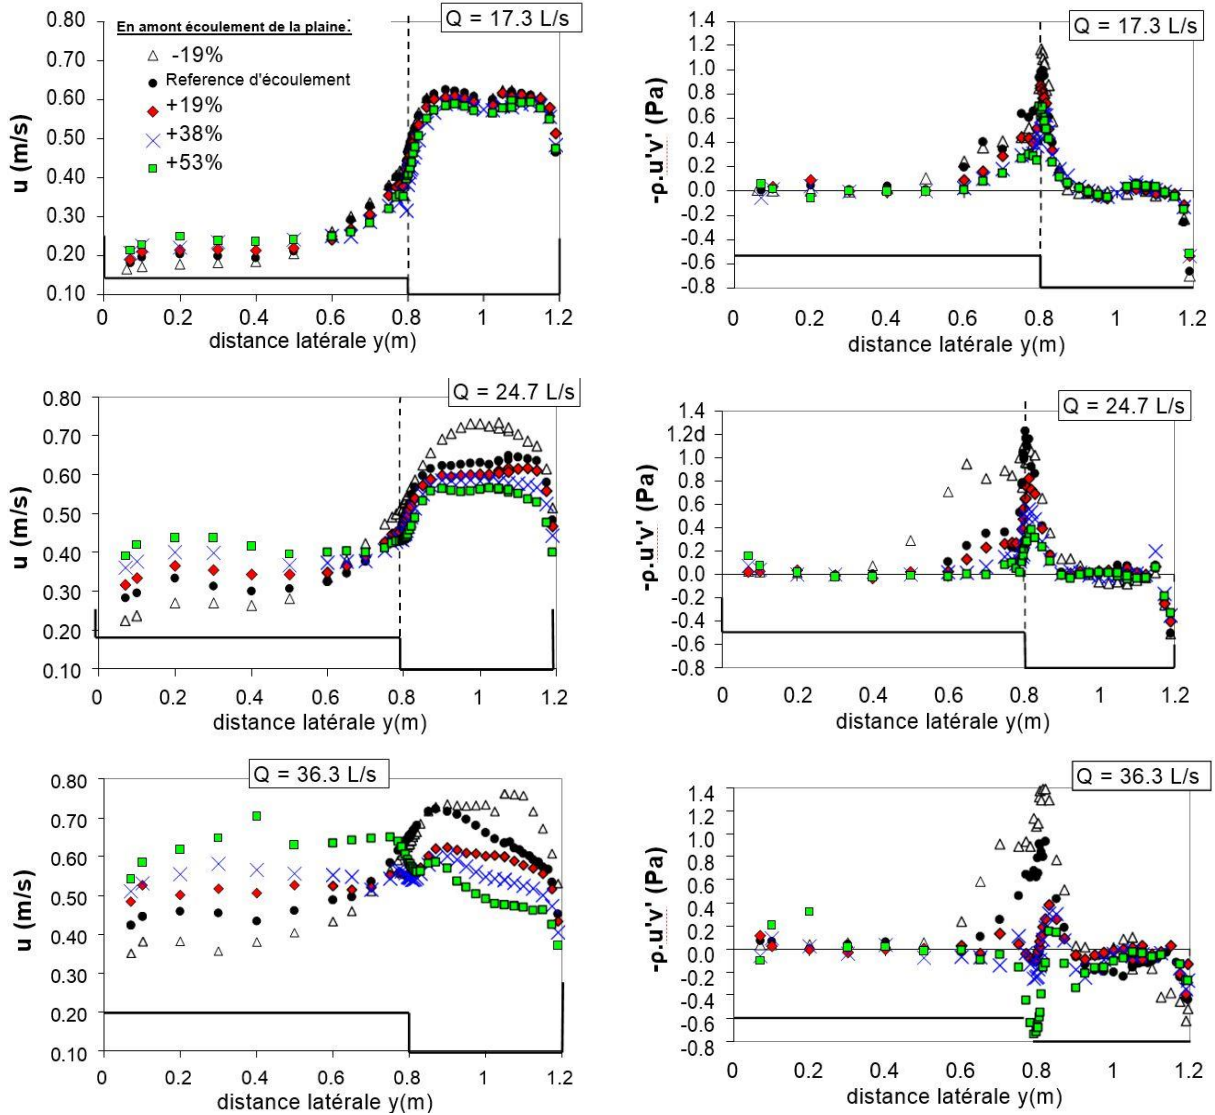 Q = 17.3 L/s
En amont écoulement de la plaine:
-19%
Reference d'écoulement
+19%
+38%
+53%
u (m/s)
0.80
0.70
0.60
0.50
0.40
0.30
0.20
0.10
0 0.2 0.4 0.6 0.8 1 1.2
distance latérale y(m)
Q = 17.3 L/s
-ρ.u'v' (Pa)
1.4
1.2
1
0.8
0.6
0.4
0.2
0.0
-0.2
-0.4
-0.6
-0.8
0 0.2 0.4 0.6 0.8 1 1.2
distance latérale y(m)
Q = 24.7 L/s
u (m/s)
0.80
0.70
0.60
0.50
0.40
0.30
0.20
0.10
0 0.2 0.4 0.6 0.8 1 1.2
distance latérale y(m)
Q = 24.7 L/s
-ρ.u'v' (Pa)
1.4
1.20
1
0.8
0.6
0.4
0.2
0.0
-0.2
-0.4
-0.6
-0.8
0 0.2 0.4 0.6 0.8 1 1.2
distance latérale y(m)
Q = 36.3 L/s
u (m/s)
0.80
0.70
0.60
0.50
0.40
0.30
0.20
0.10
0 0.2 0.4 0.6 0.8 1 1.2
distance latérale y(m)
Q = 36.3 L/s
-ρ.u'v' (Pa)
1.4
1.2
1
0.8
0.6
0.4
0.2
0.0
-0.2
-0.4
-0.6
-0.8
0 0.2 0.4 0.6 0.8 1 1.2
distance latérale y(m)